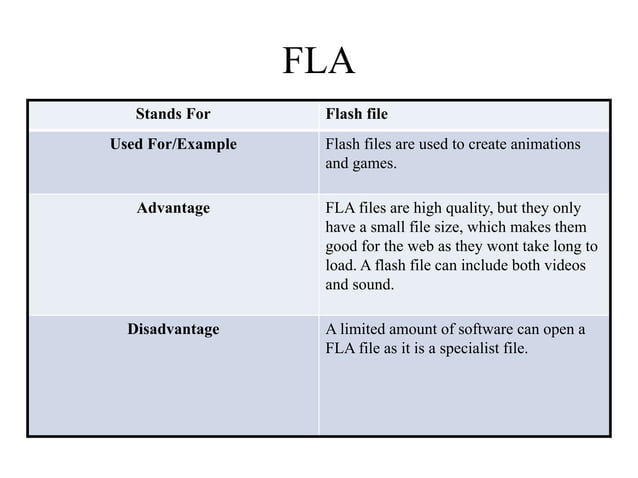 FLA
Stands For
Flash file
Used For/Example
Flash files are used to create animations
and games.
Advantage
FLA files are high quality, but they only
have a small file size, which makes them
good for the web as they wont take long to
load. A flash file can include both videos
and sound.
Disadvantage
A limited amount of software can open a
FLA file as it is a specialist file.